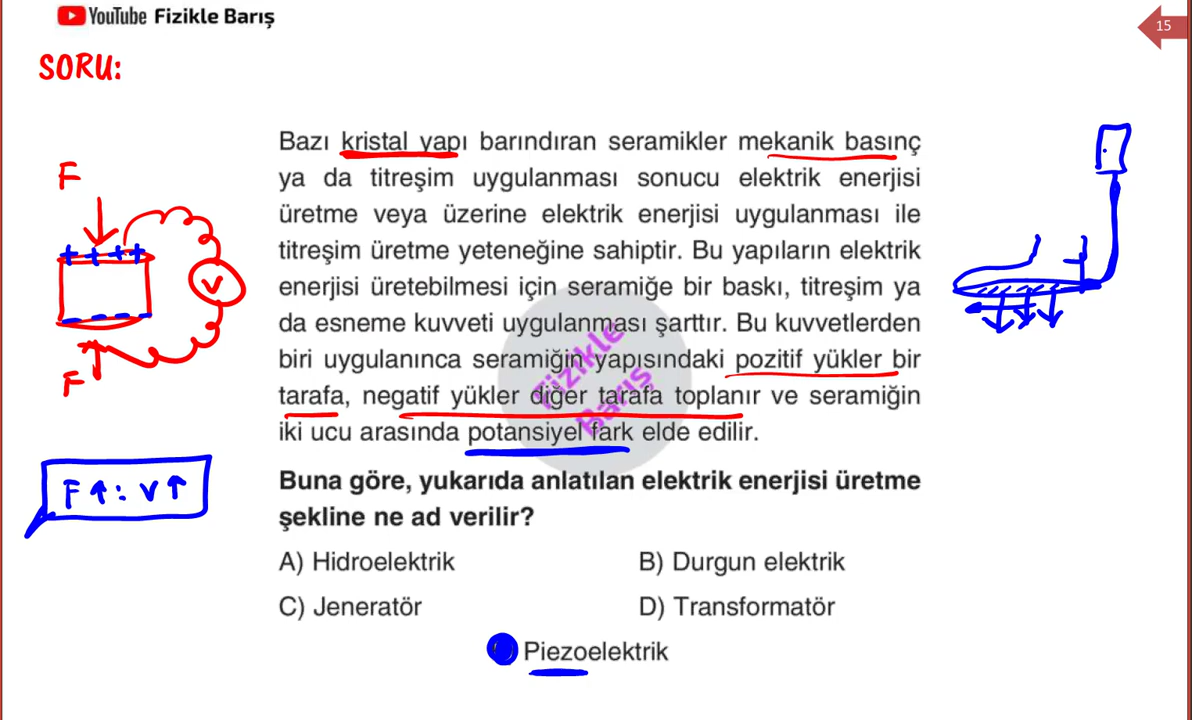 YouTube Fizikle Barış
15
SORU:
Bazı kristal yapı barındıran seramikler mekanik basınç
ya da titreşim uygulanması sonucu elektrik enerjisi
üretme veya üzerine elektrik enerjisi uygulanması ile
titreşim üretme yeteneğine sahiptir. Bu yapıların elektrik
enerjisi üretebilmesi için seramiğe bir baskı, titreşim ya
da esneme kuvveti uygulanması şarttır. Bu kuvvetlerden
biri uygulanınca seramiğin yapısındaki pozitif yükler bir
tarafa, negatif yükler diğer tarafa toplanır ve seramiğin
iki ucu arasında potansiyel fark elde edilir.
Fizikle
Barış
F
+ + + +
V
- - - -
F
F↑: V↑
Buna göre, yukarıda anlatılan elektrik enerjisi üretme
şekline ne ad verilir?
A) Hidroelektrik
B) Durgun elektrik
C) Jeneratör
D) Transformatör
Piezoelektrik